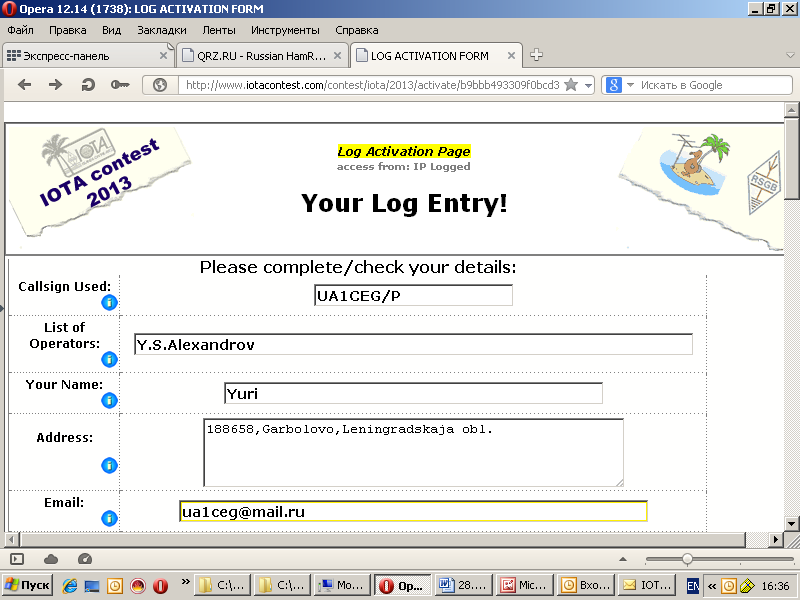 Opera 12.14 (1738): LOG ACTIVATION FORM
Файл Правка Вид Закладки Ленты Инструменты Справка
Экспресс-панель
QRZ.RU - Russian HamR...
LOG ACTIVATION FORM
http://www.iotacontest.com/contest/iota/2013/activate/b9bbb493309f0bcd3
Искать в Google
IOTA
IOTA contest
2013
Log Activation Page
access from: IP Logged
Your Log Entry!
RSGB
Please complete/check your details:
Callsign Used:
UA1CEG/P
List of
Operators:
Y.S.Alexandrov
Your Name:
Yuri
Address:
188658,Garbolovo,Leningradskaja obl.
Email:
ua1ceg@mail.ru
Пуск
»
C:\...
C:\...
Mo...
Op...
28....
Mic...
Вхо...
IOT...
EN
«
16:36